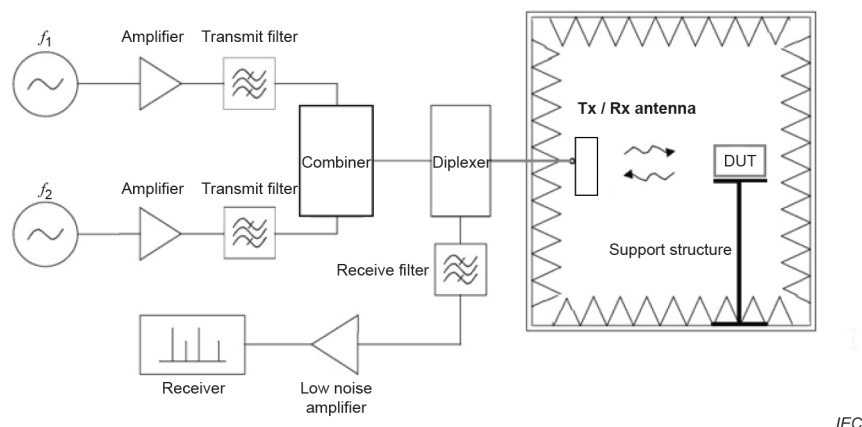 f1 Amplifier Transmit filter
Tx / Rx antenna
Combiner Diplexer DUT
f2 Amplifier Transmit filter
Support structure
Receive filter
Receiver Low noise
amplifier
IEC